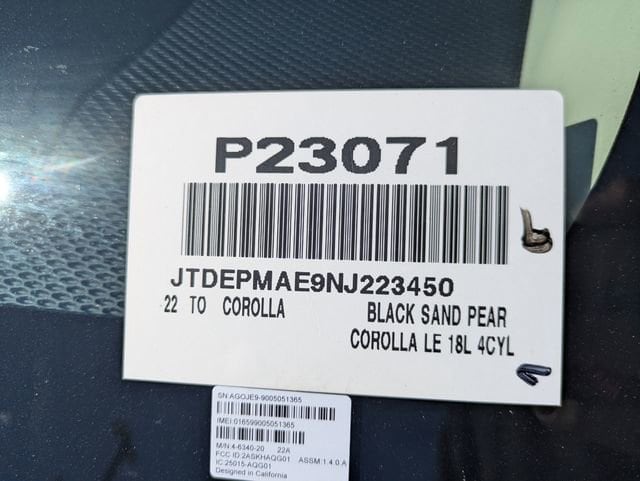 P23071
JTDEPMAE9NJ223450
22 TO COROLLA BLACK SAND PEAR
COROLLA LE 18L 4CYL
SN:AGOJE9-9005051365
IMEI:016599005051365
M/N:4-6340-20 22A
FCC ID:2ASKHAQG01 ASSM:1.4.0.A
IC:25015-AQG01
Designed in California